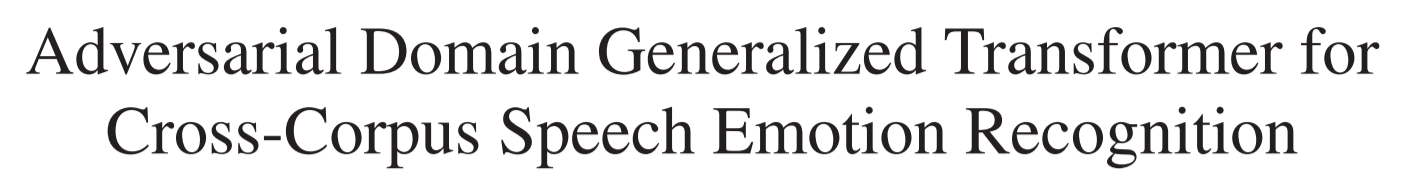 Adversarial Domain Generalized Transformer for
Cross-Corpus Speech Emotion Recognition